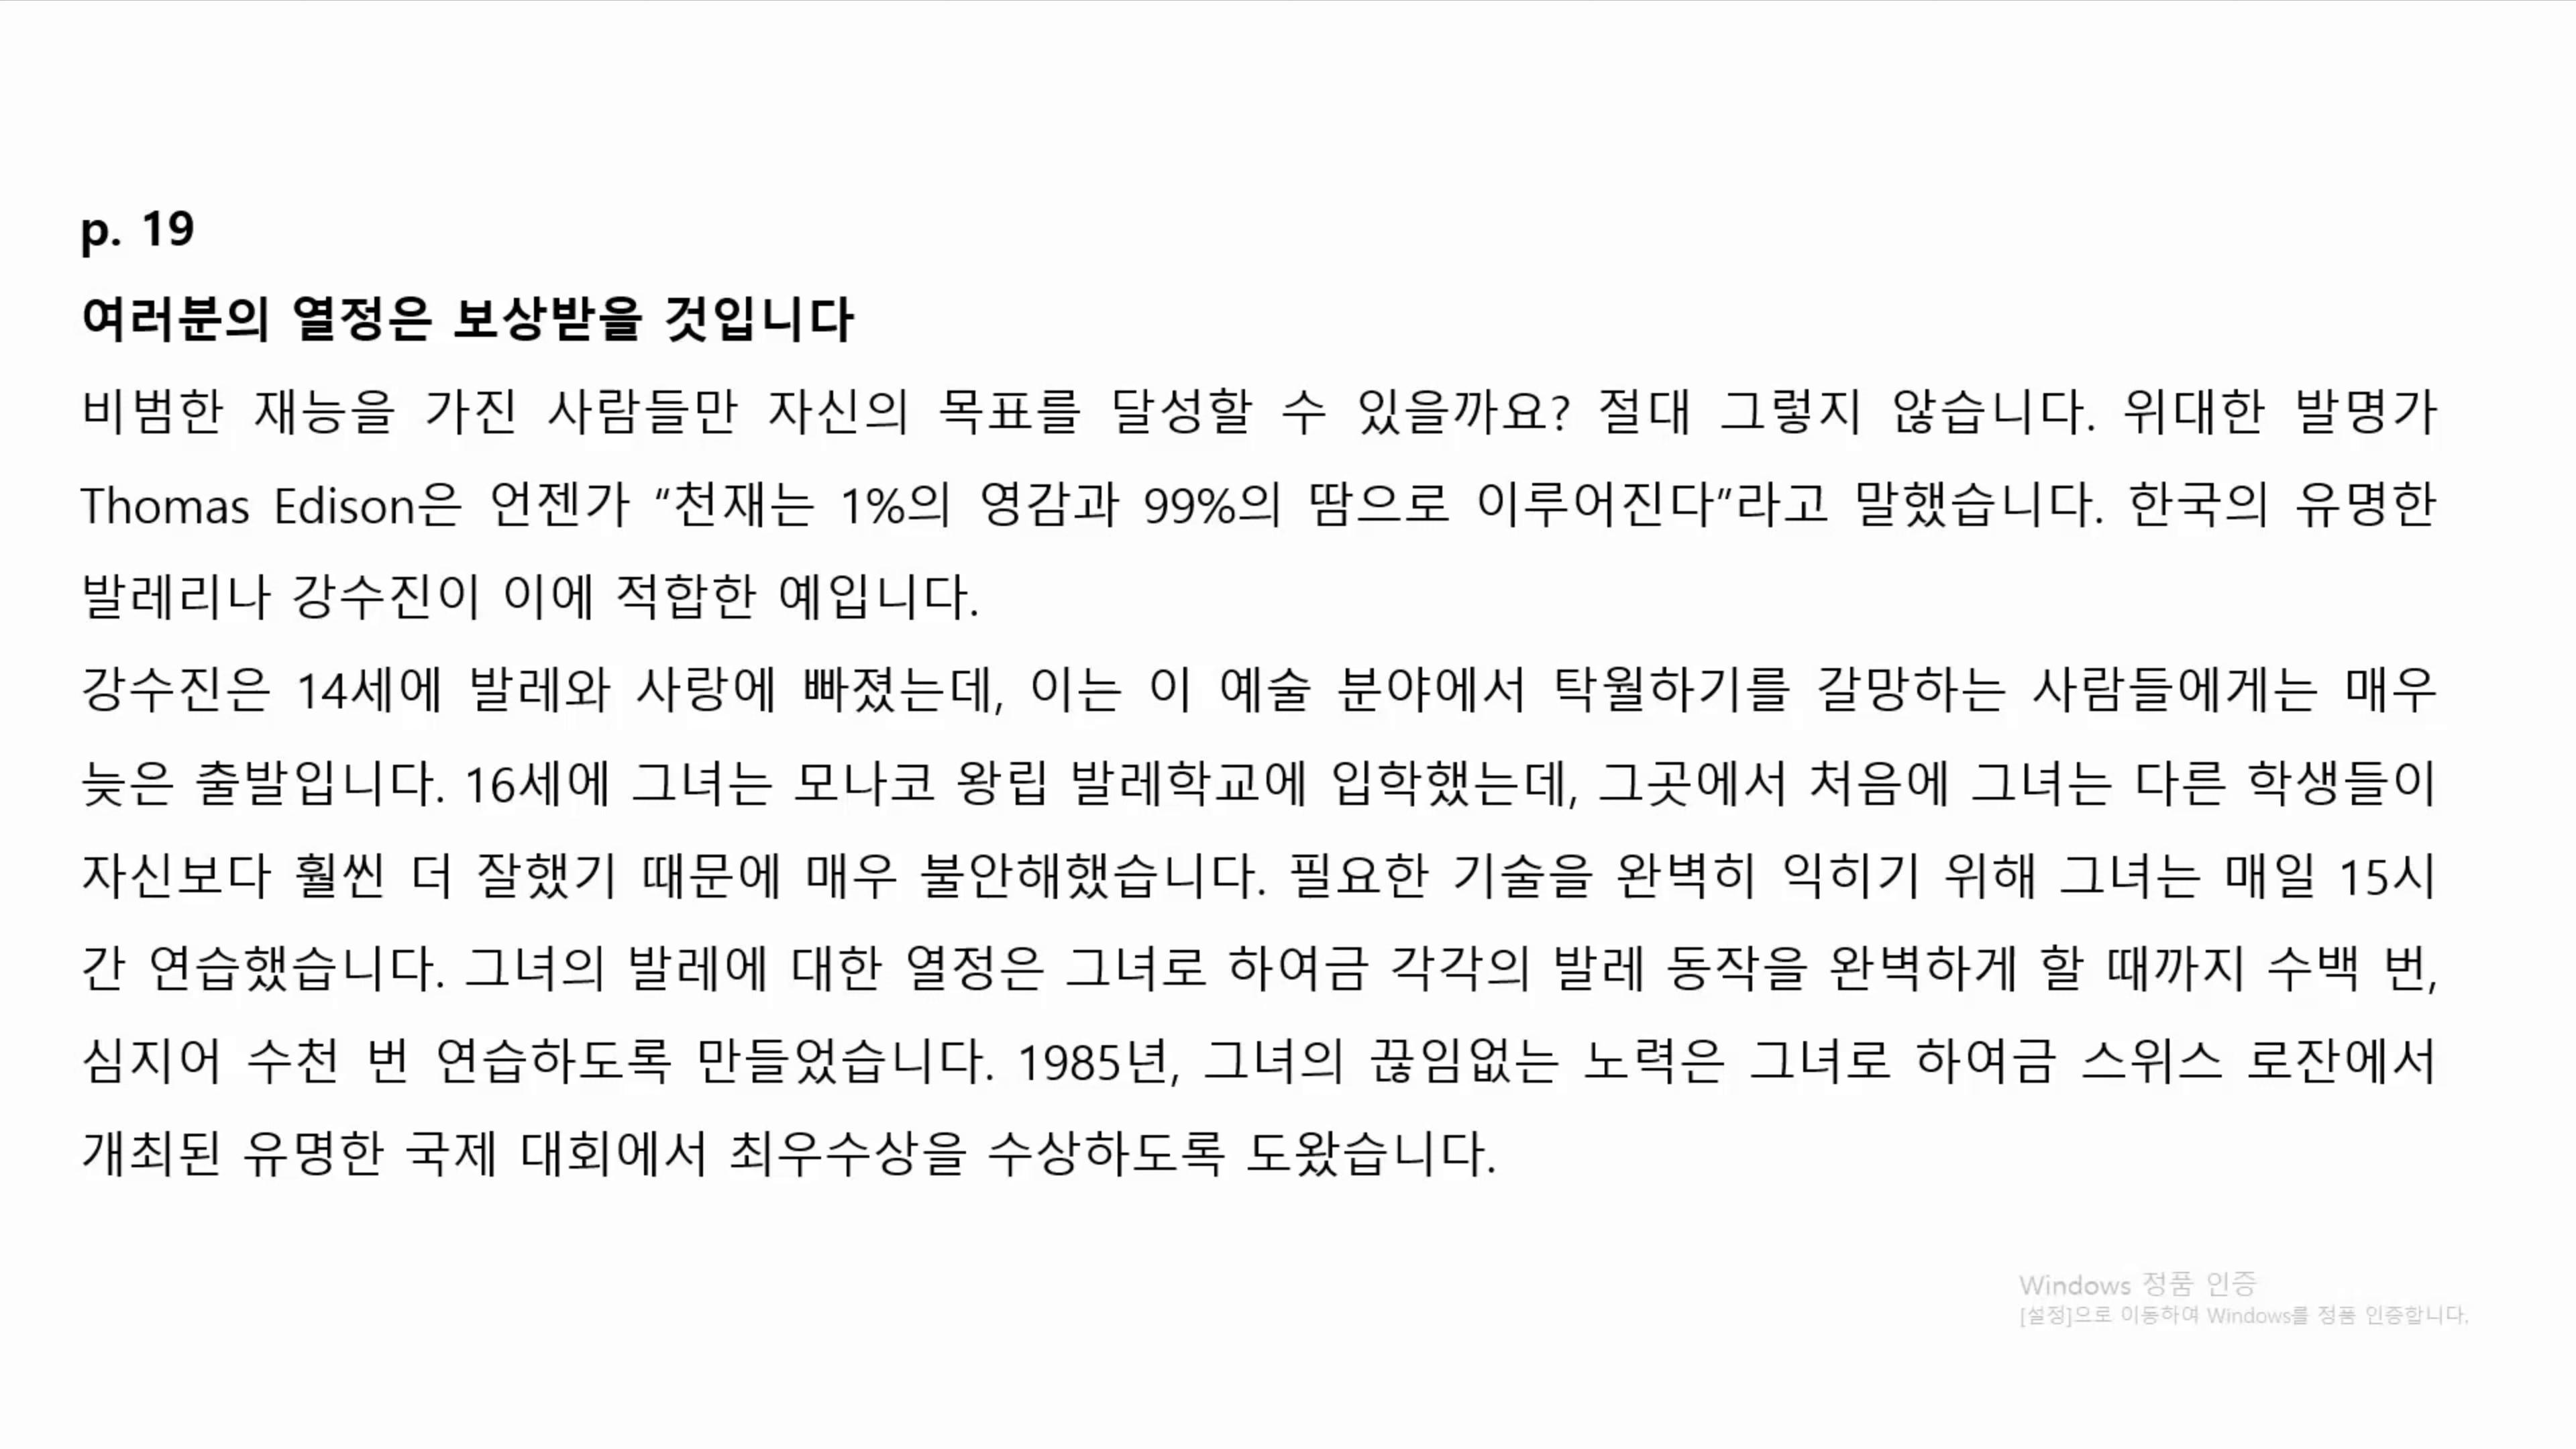 p. 19
여러분의 열정은 보상받을 것입니다
비범한 재능을 가진 사람들만 자신의 목표를 달성할 수 있을까요? 절대 그렇지 않습니다. 위대한 발명가
Thomas Edison은 언젠가 “천재는 1%의 영감과 99%의 땀으로 이루어진다”라고 말했습니다. 한국의 유명한
발레리나 강수진이 이에 적합한 예입니다.
강수진은 14세에 발레와 사랑에 빠졌는데, 이는 이 예술 분야에서 탁월하기를 갈망하는 사람들에게는 매우
늦은 출발입니다. 16세에 그녀는 모나코 왕립 발레학교에 입학했는데, 그곳에서 처음에 그녀는 다른 학생들이
자신보다 훨씬 더 잘했기 때문에 매우 불안해했습니다. 필요한 기술을 완벽히 익히기 위해 그녀는 매일 15시
간 연습했습니다. 그녀의 발레에 대한 열정은 그녀로 하여금 각각의 발레 동작을 완벽하게 할 때까지 수백 번,
심지어 수천 번 연습하도록 만들었습니다. 1985년, 그녀의 끊임없는 노력은 그녀로 하여금 스위스 로잔에서
개최된 유명한 국제 대회에서 최우수상을 수상하도록 도왔습니다.
Windows 정품 인증
[설정]으로 이동하여 Windows를 정품 인증합니다.